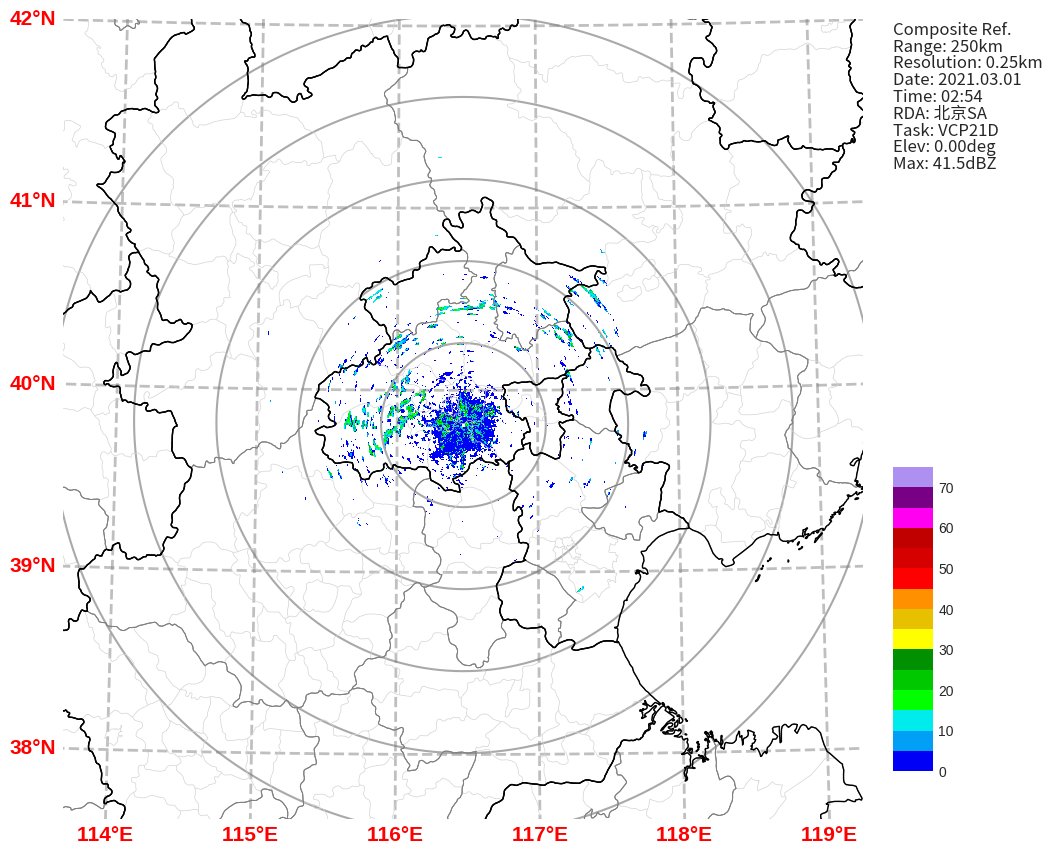 42°N
41°N
40°N
39°N
38°N
114°E
115°E
116°E
117°E
118°E
119°E
Composite Ref.
Range: 250km
Resolution: 0.25km
Date: 2021.03.01
Time: 02:54
RDA: 北京SA
Task: VCP21D
Elev: 0.00deg
Max: 41.5dBZ
70
60
50
40
30
20
10
0